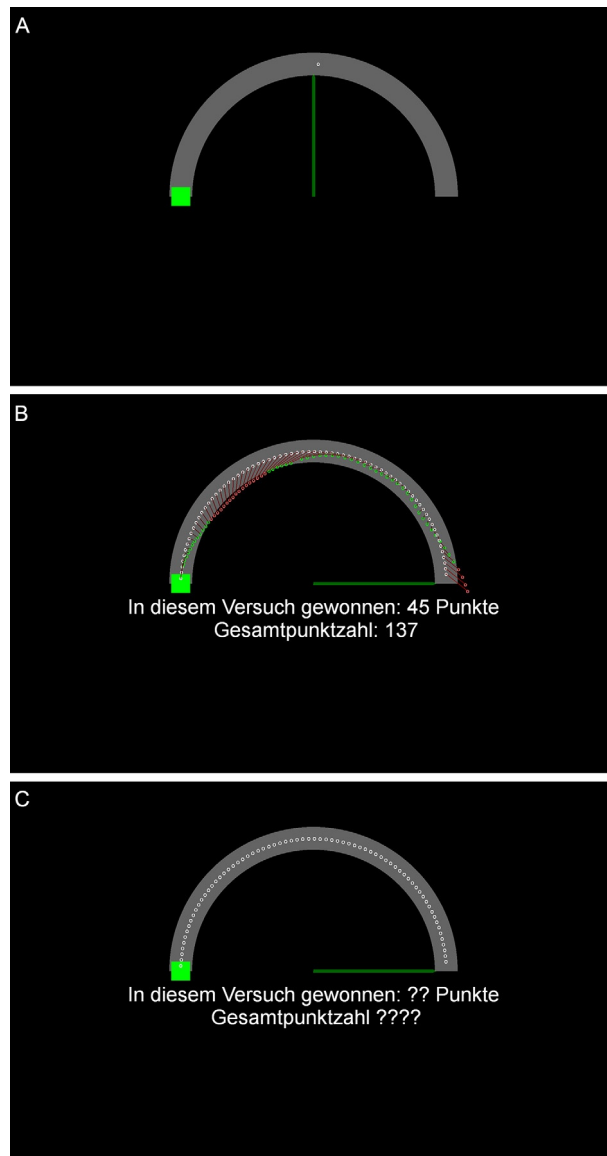 A
B
In diesem Versuch gewonnen: 45 Punkte
Gesamtpunktzahl: 137
C
In diesem Versuch gewonnen: ?? Punkte
Gesamtpunktzahl ????